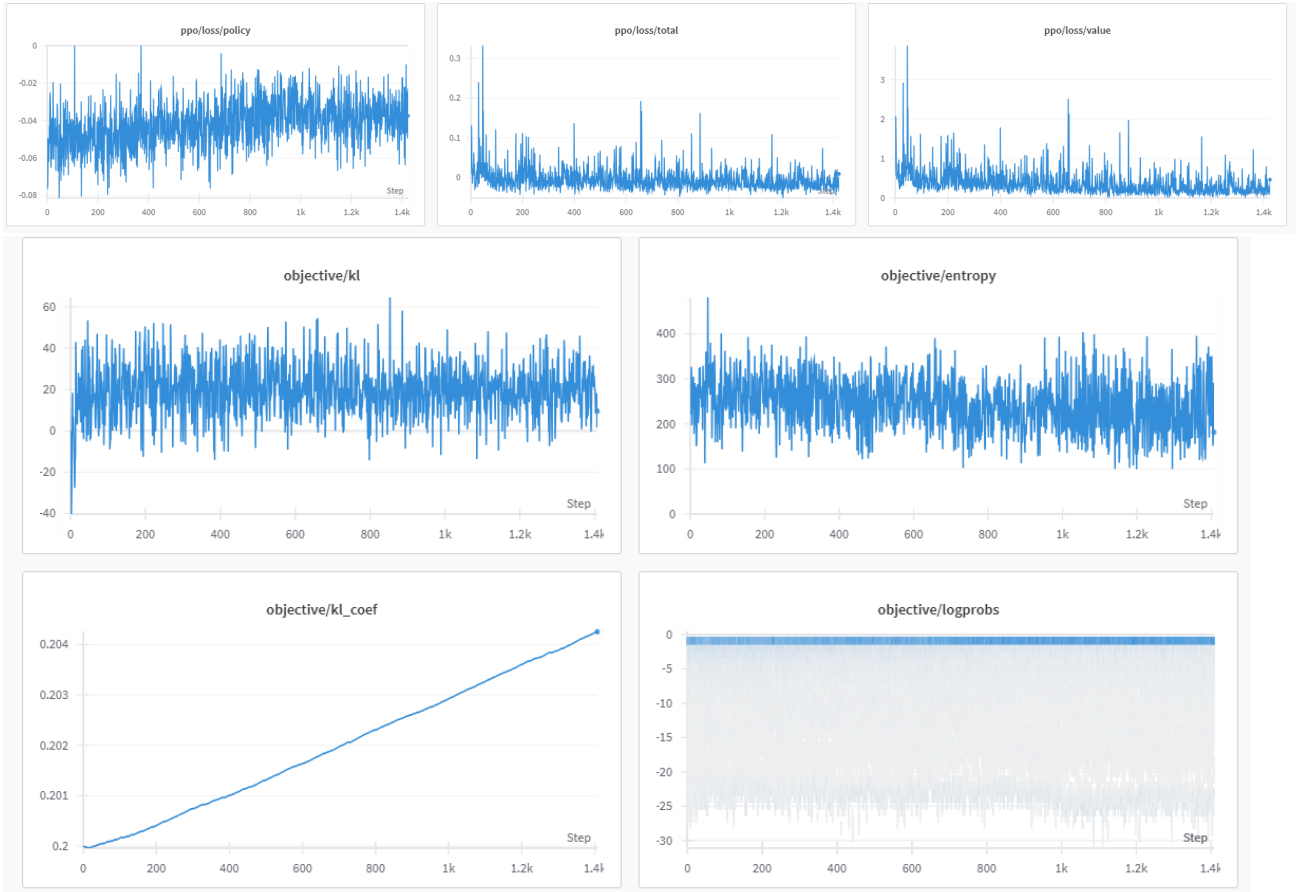 ppo/loss/policy
0
-0.02
-0.04
-0.06
-0.08
Step
0 200 400 600 800 1k 1.2k 1.4k
ppo/loss/total
0.3
0.2
0.1
0
0 200 400 600 800 1k 1.2k 1.4k
ppo/loss/value
3
2
1
0
0 200 400 600 800 1k 1.2k 1.4k
objective/kl
60
40
20
0
-20
-40
Step
0 200 400 600 800 1k 1.2k 1.4k
objective/entropy
400
300
200
100
0
Step
0 200 400 600 800 1k 1.2k 1.4k
objective/kl_coef
0.204
0.203
0.202
0.201
0.2
Step
0 200 400 600 800 1k 1.2k 1.4k
objective/logprobs
0
-5
-10
-15
-20
-25
-30
Step
0 200 400 600 800 1k 1.2k 1.4k